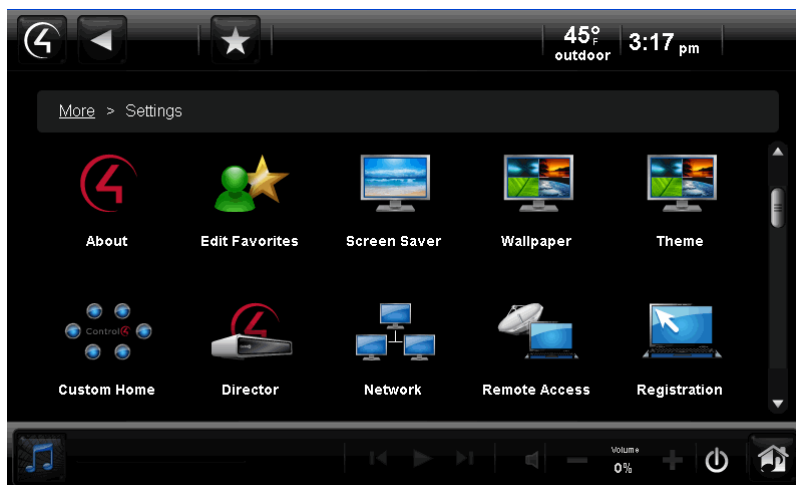 45°F
outdoor
3:17 pm
More > Settings
About
Edit Favorites
Screen Saver
Wallpaper
Theme
Control4
Custom Home
Director
Network
Remote Access
Registration
Volume
0%